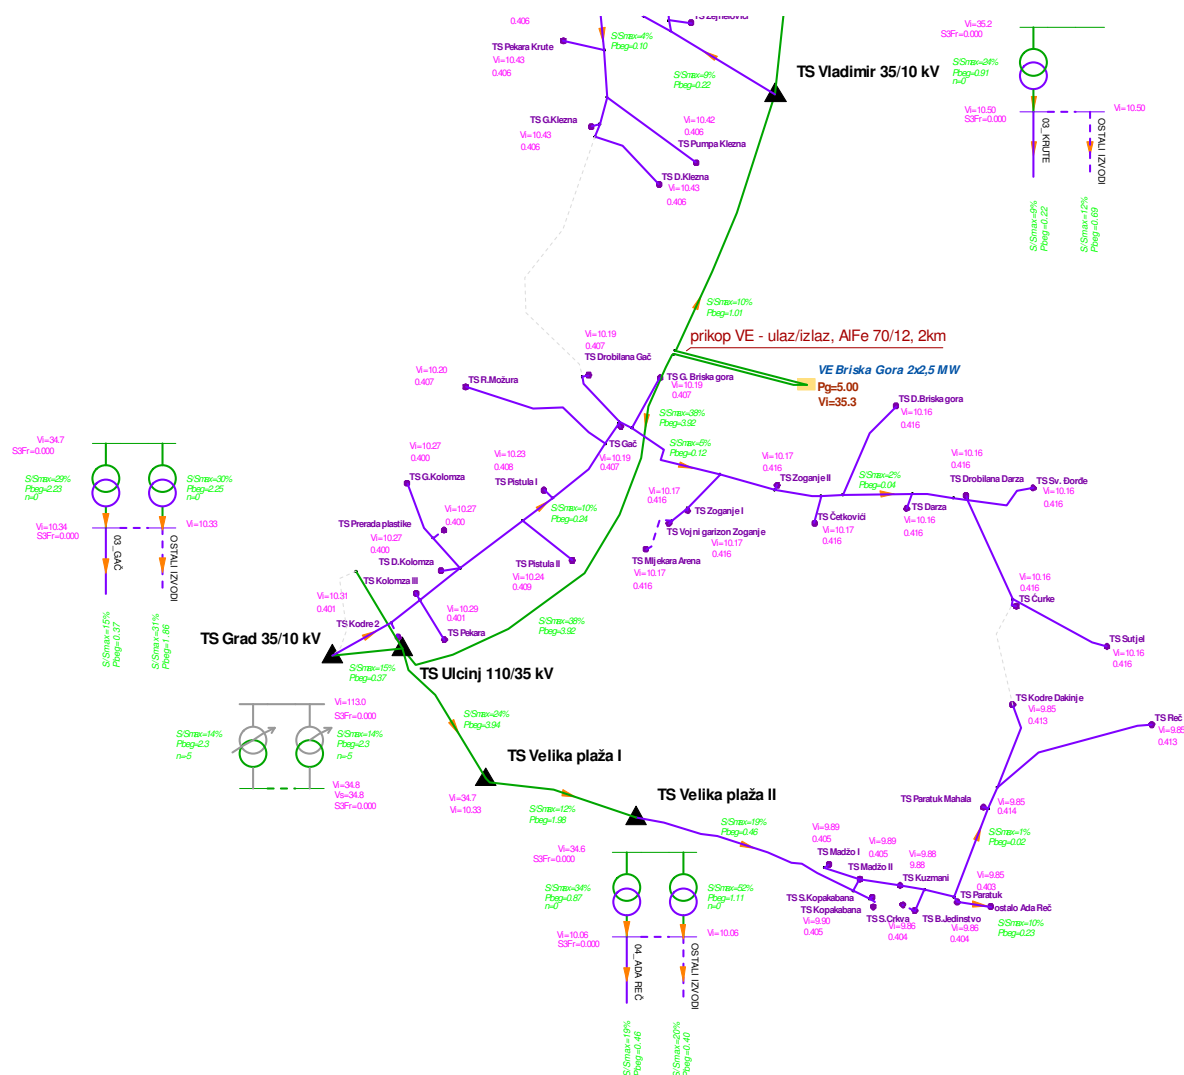 0.406
TS Pekara Krute
Vi=10.43
0.406
S/Smax=4%
Pbeg=0.10
TS Zejnelovići
S/Smax=9%
Pbeg=0.22
TS Vladimir 35/10 kV
Vi=35.2
S3Fr=0.000
S/Smax=24%
Pbeg=0.91
n=0
Vi=10.50
S3Fr=0.000
Vi=10.50
03_KRUTE
OSTALI IZVODI
S/Smax=9%
Pbeg=0.22
S/Smax=12%
Pbeg=0.69
TS G.Klezna
Vi=10.43
0.406
Vi=10.42
0.406
TS Pumpa Klezna
TS D.Klezna
Vi=10.43
0.406
S/Smax=10%
Pbeg=1.01
prikop VE - ulaz/izlaz, AlFe 70/12, 2km
VE Briska Gora 2x2,5 MW
Pg=5.00
Vi=35.3
Vi=10.19
0.407
TS Drobilana Gač
Vi=10.20
0.407
TS R.Možura
TS G. Briska gora
Vi=10.19
0.407
S/Smax=38%
Pbeg=3.92
TS D.Briska gora
Vi=10.16
0.416
TS Gač
Vi=10.19
0.407
S/Smax=6%
Pbeg=0.12
Vi=34.7
S3Fr=0.000
S/Smax=29%
Pbeg=2.23
n=0
S/Smax=30%
Pbeg=2.25
n=0
Vi=10.34
S3Fr=0.000
Vi=10.33
03_GAČ
OSTALI IZVODI
S/Smax=15%
Pbeg=0.37
S/Smax=31%
Pbeg=1.86
Vi=10.27
0.400
TS G.Kolomza
Vi=10.23
0.408
TS Pistula I
S/Smax=10%
Pbeg=0.24
Vi=10.17
0.416
TS Zoganje II
S/Smax=2%
Pbeg=0.04
Vi=10.16
0.416
TS Drobilana Darza
TS Sv. Đorđe
Vi=10.16
0.416
Vi=10.17
0.416
TS Zoganje I
TS Vojni garizon Zoganje
Vi=10.17
0.416
TS Mijekara Arena
Vi=10.17
0.416
TS Četkovići
Vi=10.17
0.416
TS Darza
Vi=10.16
0.416
TS Prerada plastike
Vi=10.27
0.400
Vi=10.27
0.400
TS D.Kolomza
TS Pistula II
Vi=10.24
0.409
TS Kolomza III
Vi=10.31
0.401
TS Kodre 2
Vi=10.29
0.401
TS Pekara
S/Smax=38%
Pbeg=3.92
Vi=10.16
0.416
TS Ćurke
TS Sutjel
Vi=10.16
0.416
TS Grad 35/10 kV
S/Smax=15%
Pbeg=0.37
TS Ulcinj 110/35 kV
Vi=113.0
S3Fr=0.000
S/Smax=14%
Pbeg=2.3
n=-5
S/Smax=14%
Pbeg=2.3
n=-5
Vi=34.8
Vs=34.8
S3Fr=0.000
S/Smax=24%
Pbeg=3.94
TS Velika plaža I
Vi=34.7
Vi=10.33
S/Smax=12%
Pbeg=1.98
TS Velika plaža II
S/Smax=19%
Pbeg=0.46
TS Kodre Dakinje
Vi=9.85
0.413
TS Reč
Vi=9.85
0.413
TS Paratuk Mahala
Vi=9.85
0.414
S/Smax=1%
Pbeg=0.02
Vi=34.6
S3Fr=0.000
S/Smax=34%
Pbeg=0.87
n=0
S/Smax=52%
Pbeg=1.11
n=0
Vi=10.06
S3Fr=0.000
Vi=10.06
04_ADA REČ
OSTALI IZVODI
S/Smax=19%
Pbeg=0.46
S/Smax=20%
Pbeg=0.40
Vi=9.89
0.405
TS Madžo I
Vi=9.89
0.405
TS Madžo II
Vi=9.88
9.88
TS Kuzmani
Vi=9.85
0.403
TS Paratuk
ostalo Ada Reč
S/Smax=10%
Pbeg=0.23
TS S.Kopakabana
TS Kopakabana
Vi=9.90
0.405
TS S.Crkva
Vi=9.86
0.404
TS B.Jedinstvo
Vi=9.86
0.404